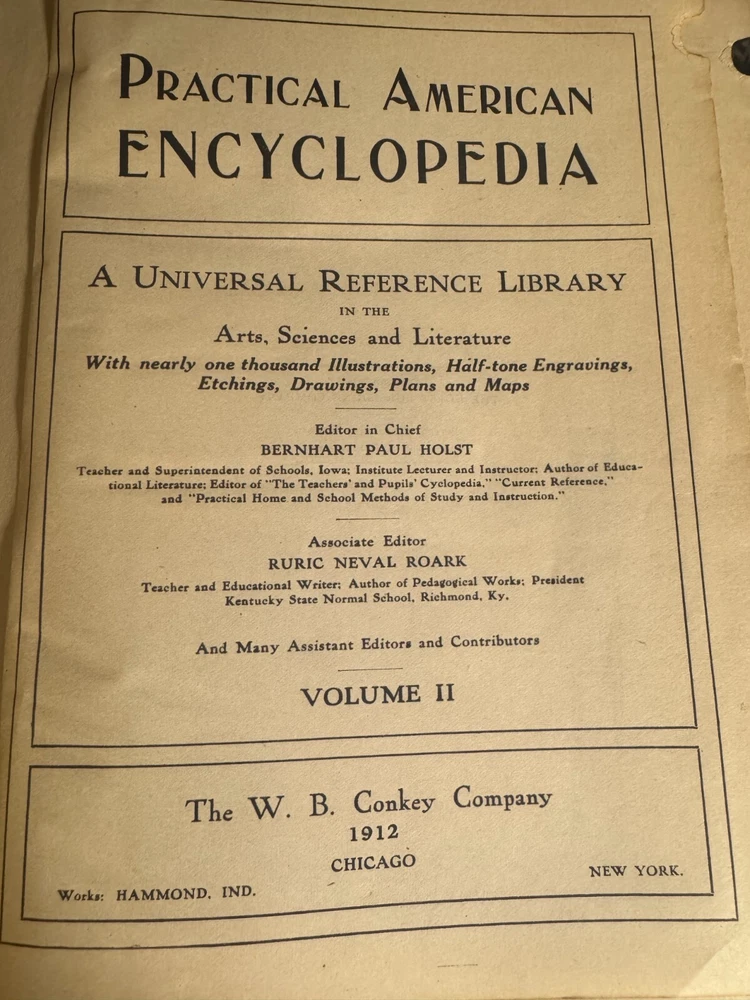 PRACTICAL AMERICAN
ENCYCLOPEDIA
A UNIVERSAL REFERENCE LIBRARY
IN THE
Arts, Sciences and Literature
With nearly one thousand Illustrations, Half-tone Engravings,
Etchings, Drawings, Plans and Maps
Editor in Chief
BERNHART PAUL HOLST
Teacher and Superintendent of Schools, Iowa; Institute Lecturer and Instructor; Author of Educa-
tional Literature; Editor of "The Teachers' and Pupils' Cyclopedia," "Current Reference,"
and "Practical Home and School Methods of Study and Instruction."
Associate Editor
RURIC NEVAL ROARK
Teacher and Educational Writer; Author of Pedagogical Works; President
Kentucky State Normal School, Richmond, Ky.
And Many Assistant Editors and Contributors
VOLUME II
The W. B. Conkey Company
1912
CHICAGO
Works: HAMMOND, IND.
NEW YORK.